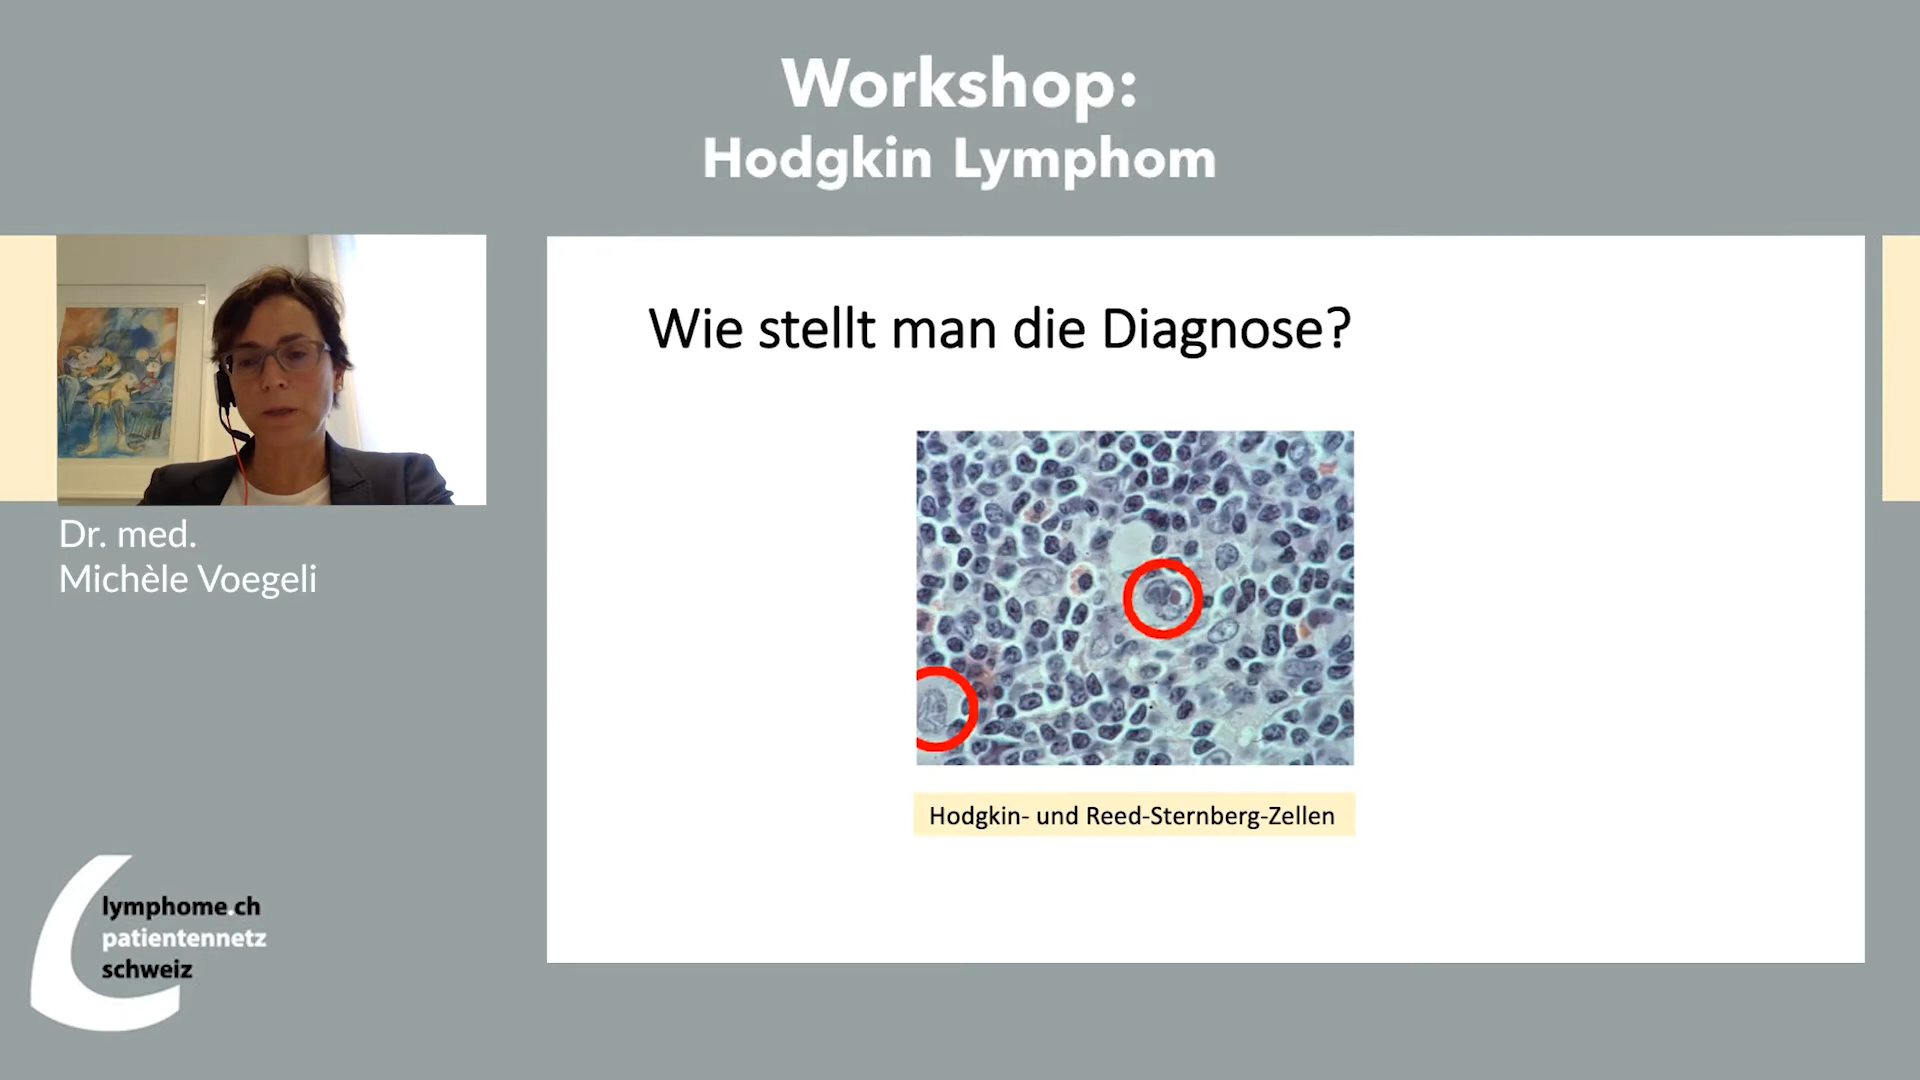 Workshop:
Hodgkin Lymphom
Wie stellt man die Diagnose?
Dr. med.
Michèle Voegeli
Hodgkin- und Reed-Sternberg-Zellen
lymphome.ch
patientennetz
schweiz